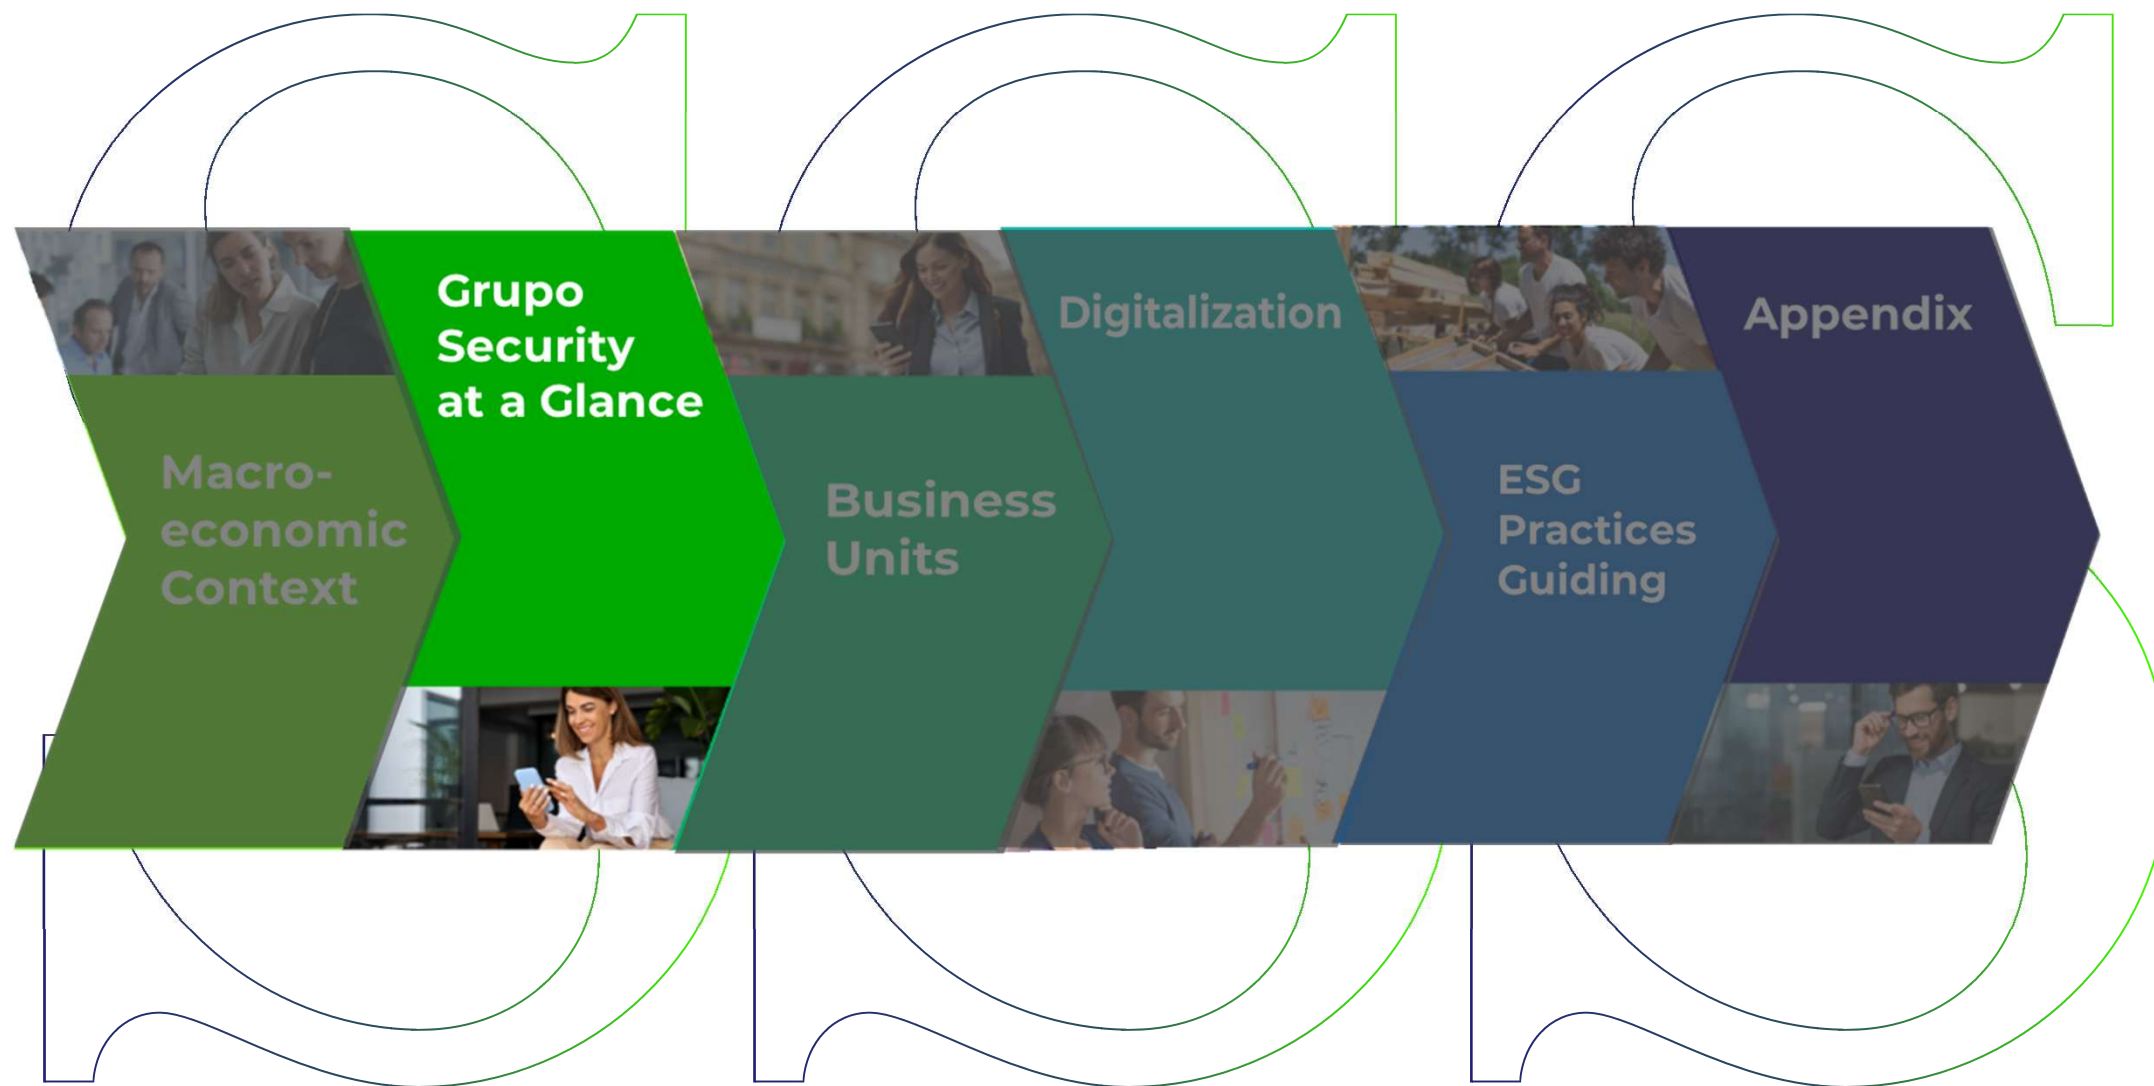 Macro-
economic
Context
Grupo
Security
at a Glance
Business
Units
Digitalization
ESG
Practices
Guiding
Appendix